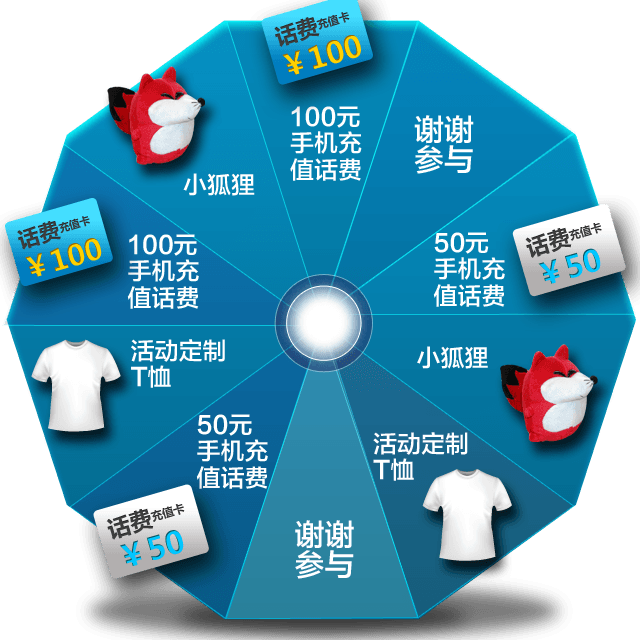 话费充值卡
￥100
100元
手机充
值话费
谢谢
参与
小狐狸
话费充值卡
￥100
100元
手机充
值话费
50元
手机充
值话费
话费充值卡
￥50
活动定制
T恤
小狐狸
50元
手机充
值话费
活动定制
T恤
话费充值卡
￥50
谢谢
参与